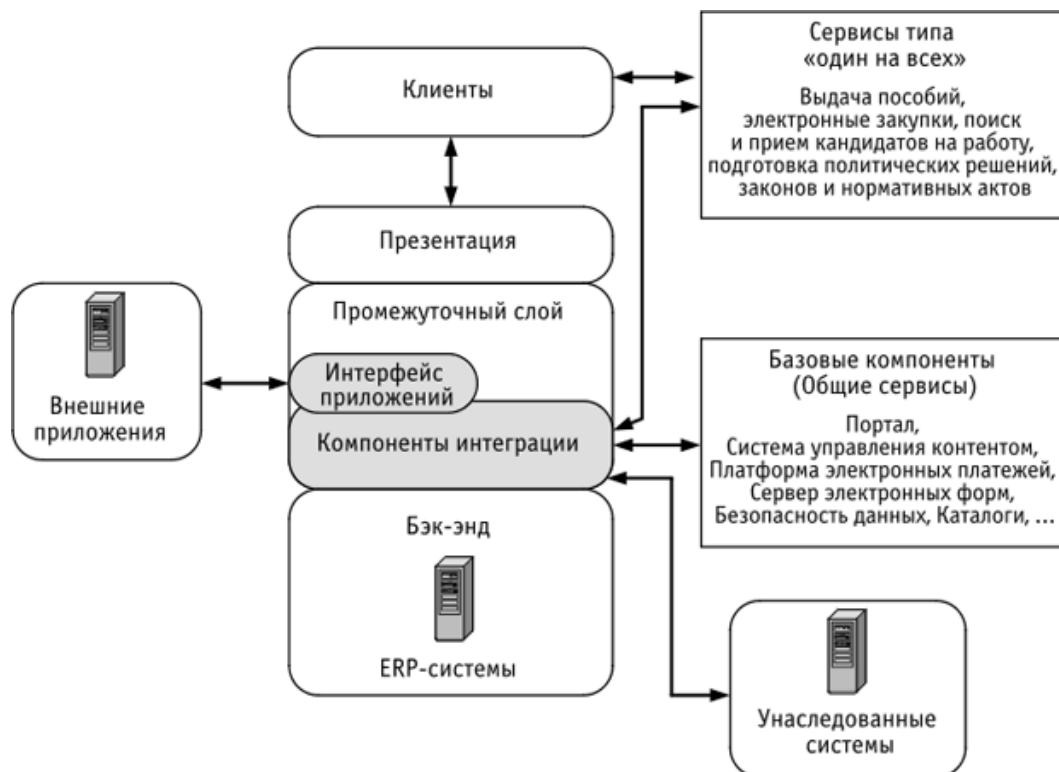 Клиенты
Презентация
Промежуточный слой
Интерфейс
приложений
Компоненты интеграции
Бэк-энд
ERP-системы
Внешние
приложения
Сервисы типа
«один на всех»
Выдача пособий,
электронные закупки, поиск
и прием кандидатов на работу,
подготовка политических решений,
законов и нормативных актов
Базовые компоненты
(Общие сервисы)
Портал,
Система управления контентом,
Платформа электронных платежей,
Сервер электронных форм,
Безопасность данных, Каталоги, ...
Унаследованные
системы